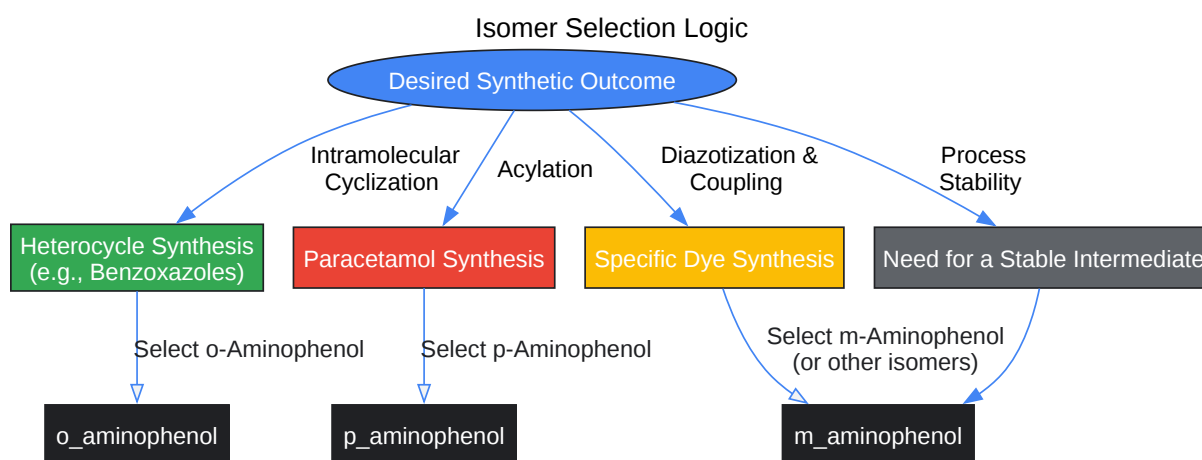 Isomer Selection Logic
Desired Synthetic Outcome
Intramolecular
Cyclization
Acylation
Diazotization &
Coupling
Process
Stability
Heterocycle Synthesis
(e.g., Benzoxazoles)
Paracetamol Synthesis
Specific Dye Synthesis
Need for a Stable Intermediate
Select o-Aminophenol
Select p-Aminophenol
Select m-Aminophenol
(or other isomers)
o_aminophenol
p_aminophenol
m_aminophenol